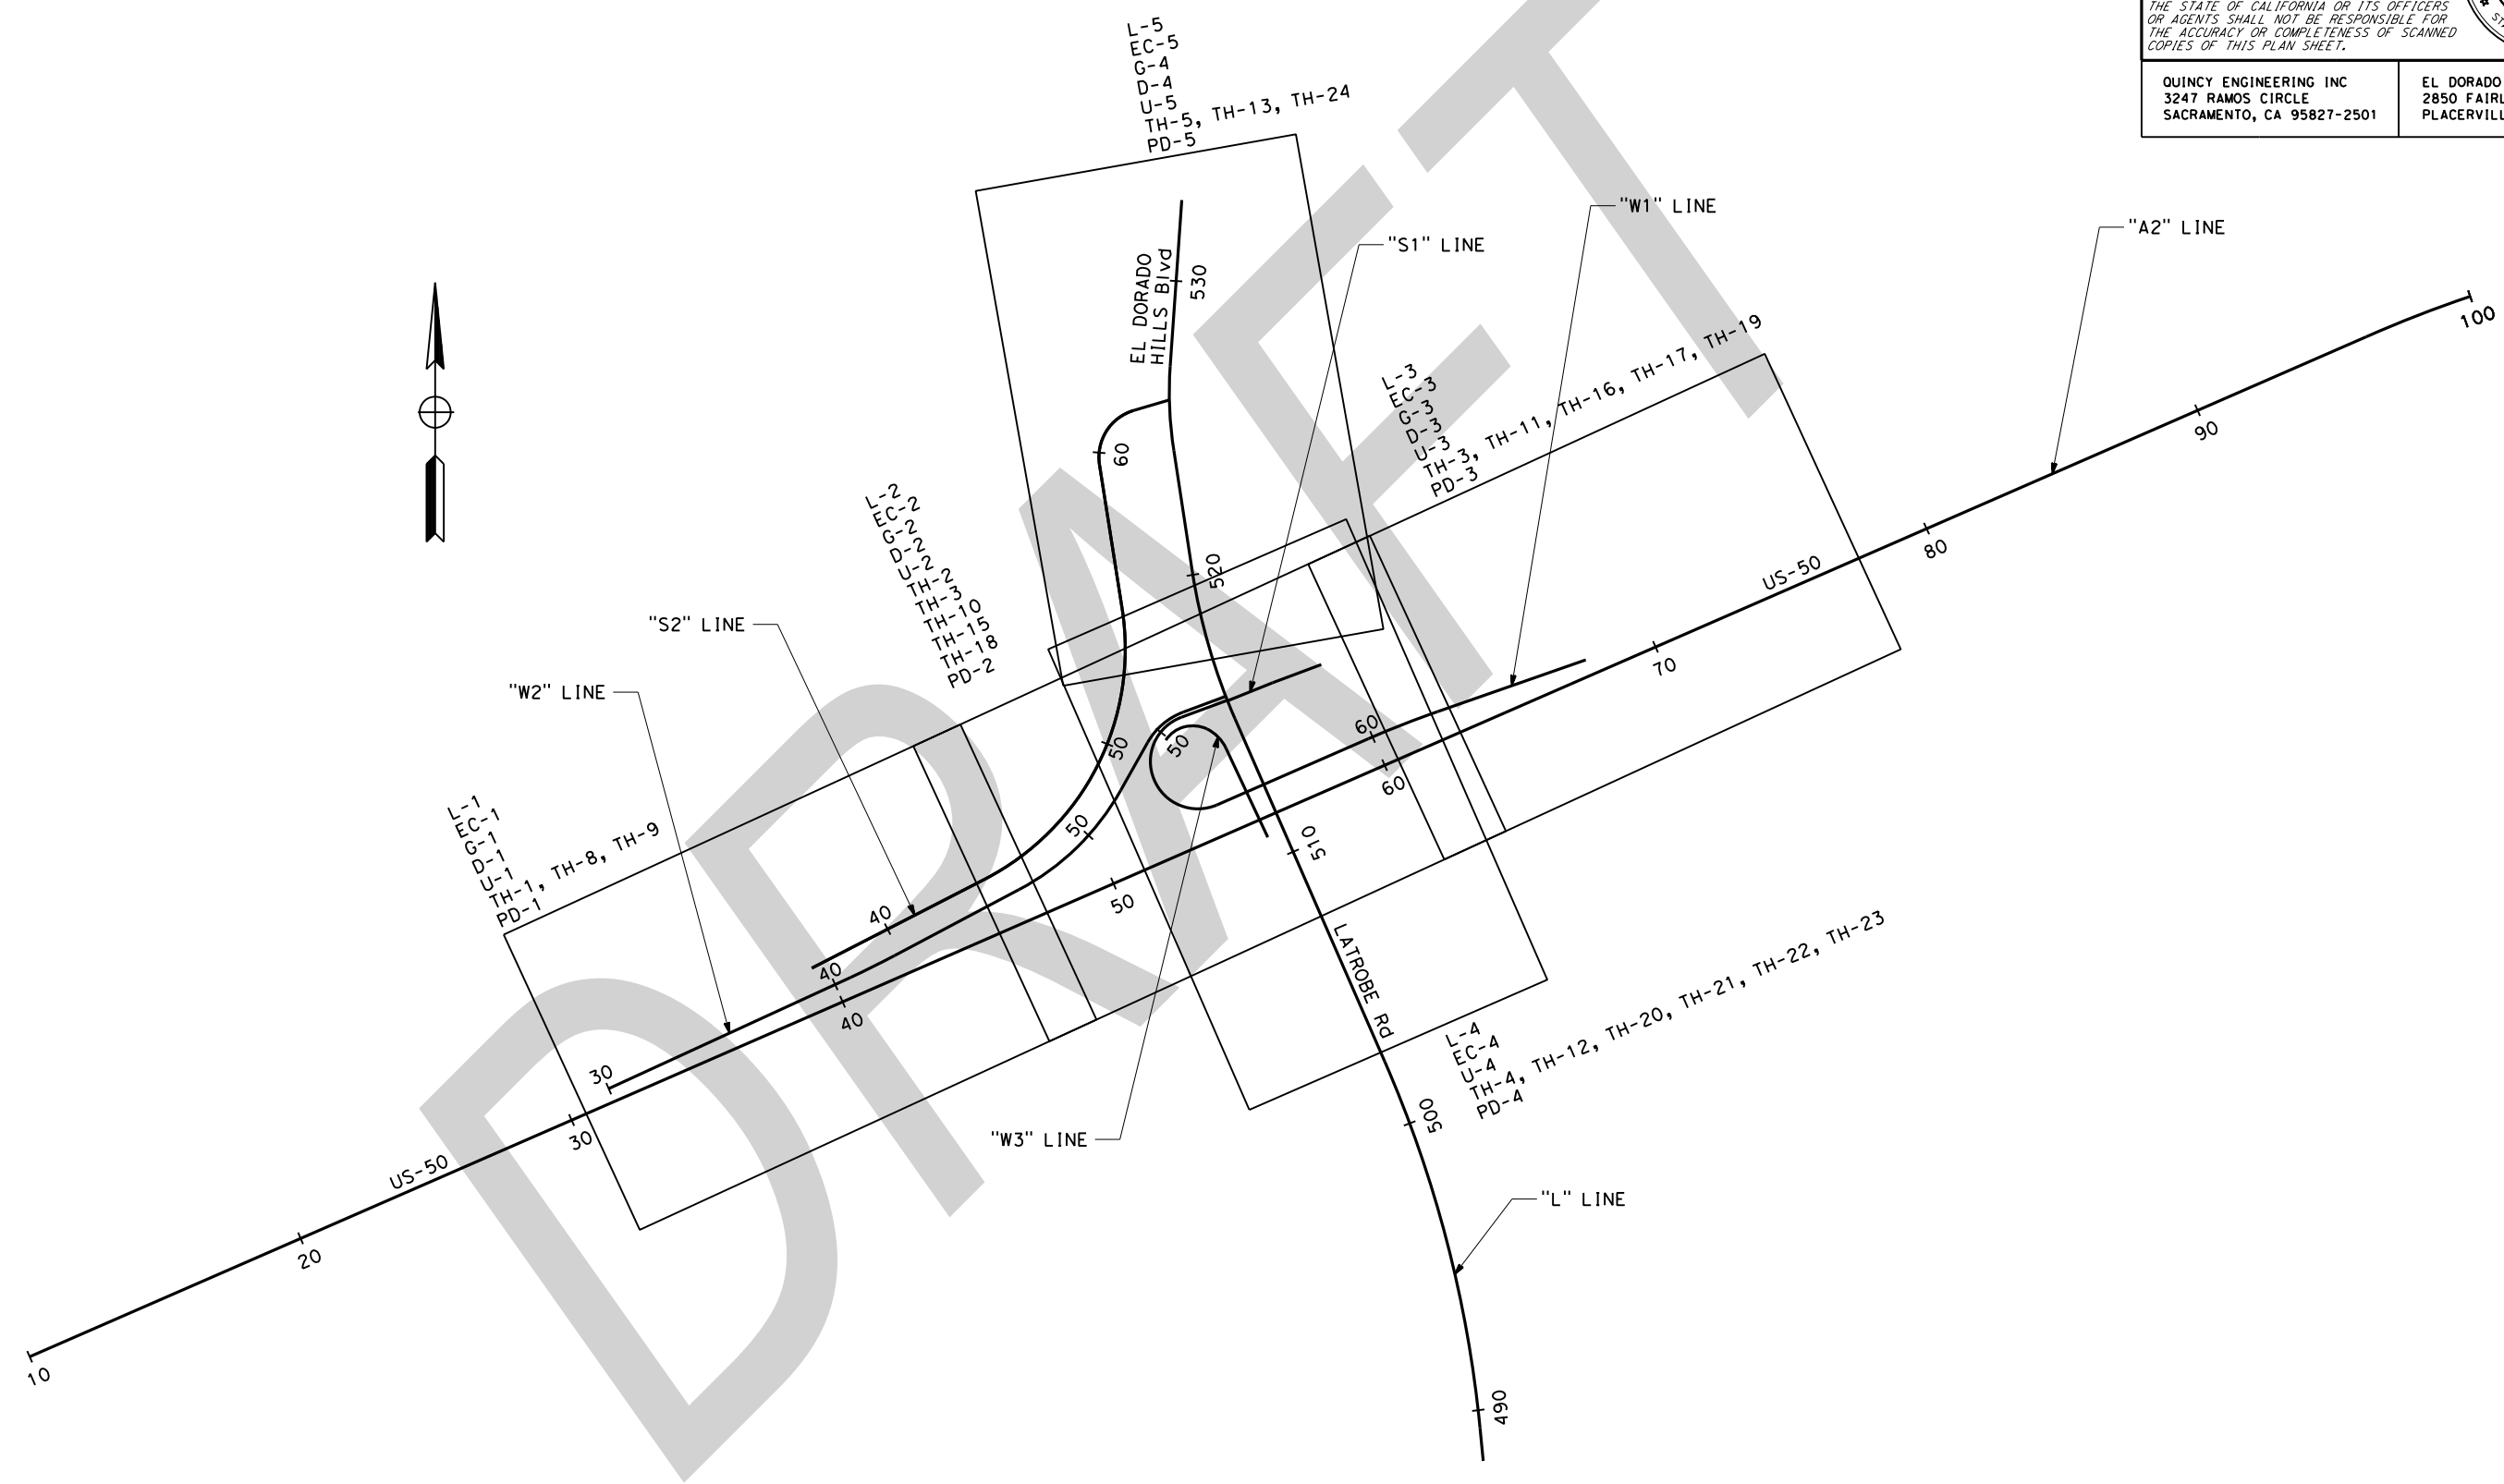 THE STATE OF CALIFORNIA OR ITS OFFICERS
OR AGENTS SHALL NOT BE RESPONSIBLE FOR
THE ACCURACY OR COMPLETENESS OF SCANNED
COPIES OF THIS PLAN SHEET.
QUINCY ENGINEERING INC
3247 RAMOS CIRCLE
SACRAMENTO, CA 95827-2501
EL DORADO
2850
L-5
EC-5
G-4
D-4
U-5
TH-5, TH-13, TH-24
PD-5
"W1" LINE
"S1" LINE
"A2" LINE
EL DORADO
HILLS Blvd
530
100
L-3
EC-3
G-3
D-3
U-3
TH-3, TH-11, TH-16, TH-17, TH-19
PD-3
90
60
L-2
EC-2
G-2
D-2
U-2
TH-2
TH-3
TH-10
TH-15
TH-18
PD-2
520
80
US-50
"S2" LINE
70
"W2" LINE
60
50
50
60
L-1
EC-1
G-1
D-1
U-1
TH-1, TH-8, TH-9
PD-1
50
510
50
40
40
40
LATROBE Rd
L-4
EC-4
U-4
TH-4, TH-12, TH-20, TH-21, TH-22, TH-23
PD-4
30
30
500
"W3" LINE
US-50
"L" LINE
20
10
490
DRAFT